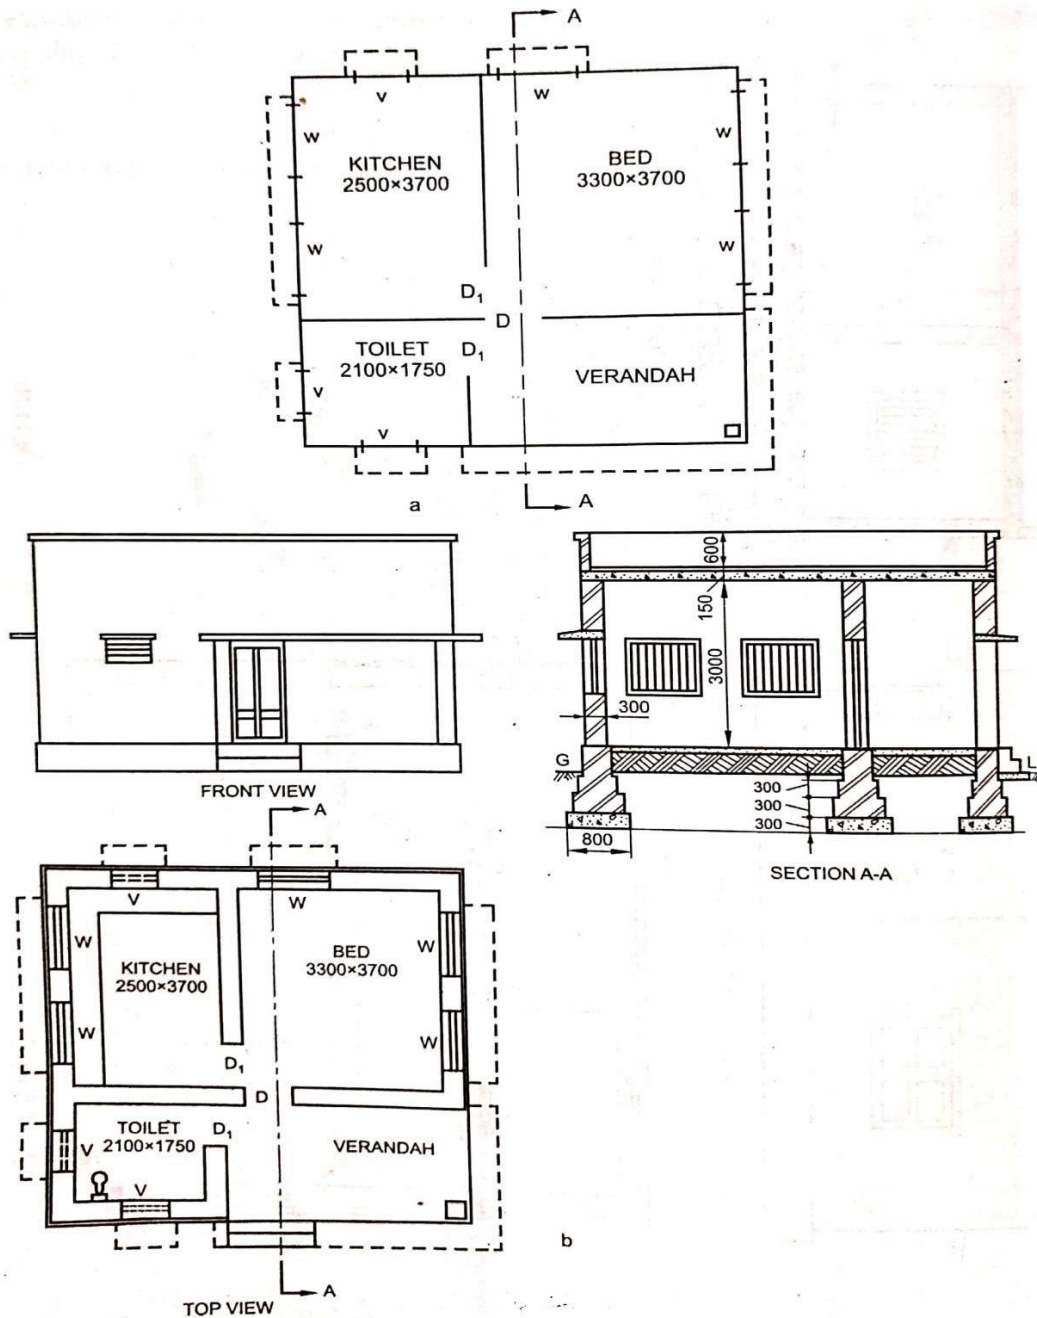 A
V
W
W
W
KITCHEN
2500×3700
BED
3300×3700
W
W
D1
D
TOILET
2100×1750
D1
VERANDAH
V
V
A
a
FRONT VIEW
600
150
3000
300
G
L
300
300
300
800
SECTION A-A
A
V
W
W
W
KITCHEN
2500×3700
BED
3300×3700
W
W
D1
D
TOILET
2100×1750
D1
VERANDAH
V
V
b
A
TOP VIEW